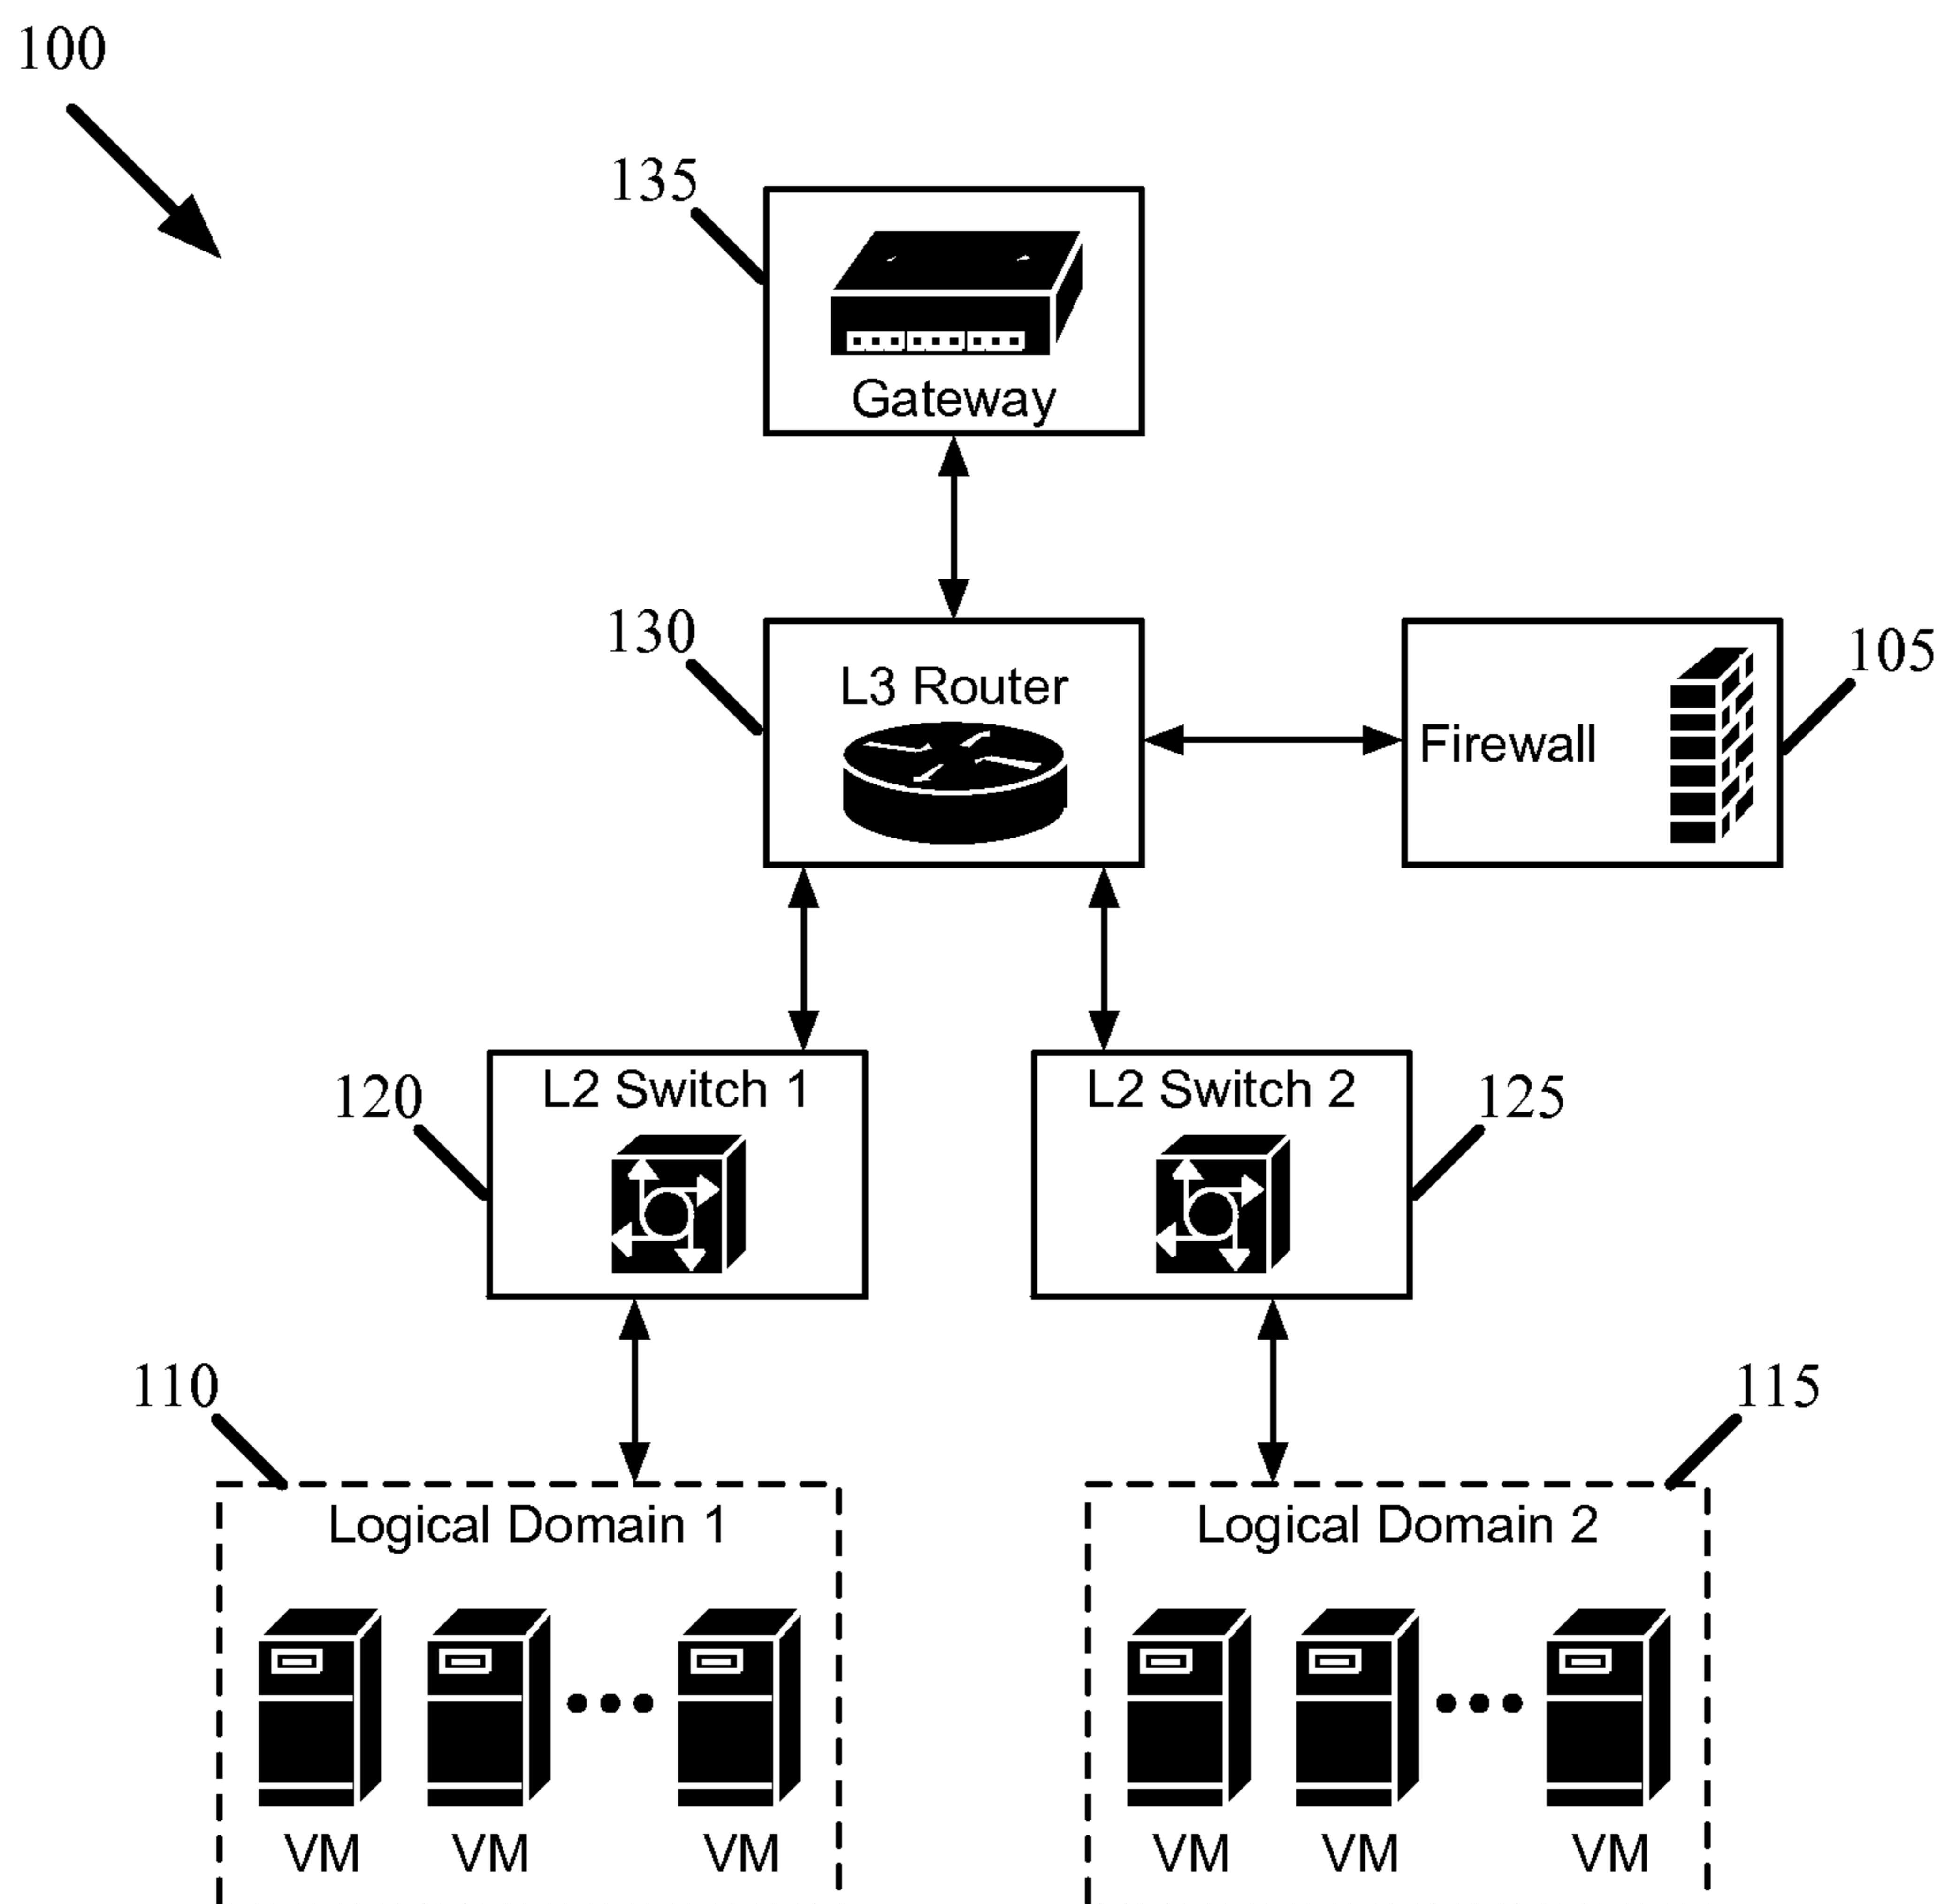 100
135
Gateway
130
L3 Router
Firewall
105
120
L2 Switch 1
L2 Switch 2
125
110
115
Logical Domain 1
Logical Domain 2
VM VM VM
VM VM VM